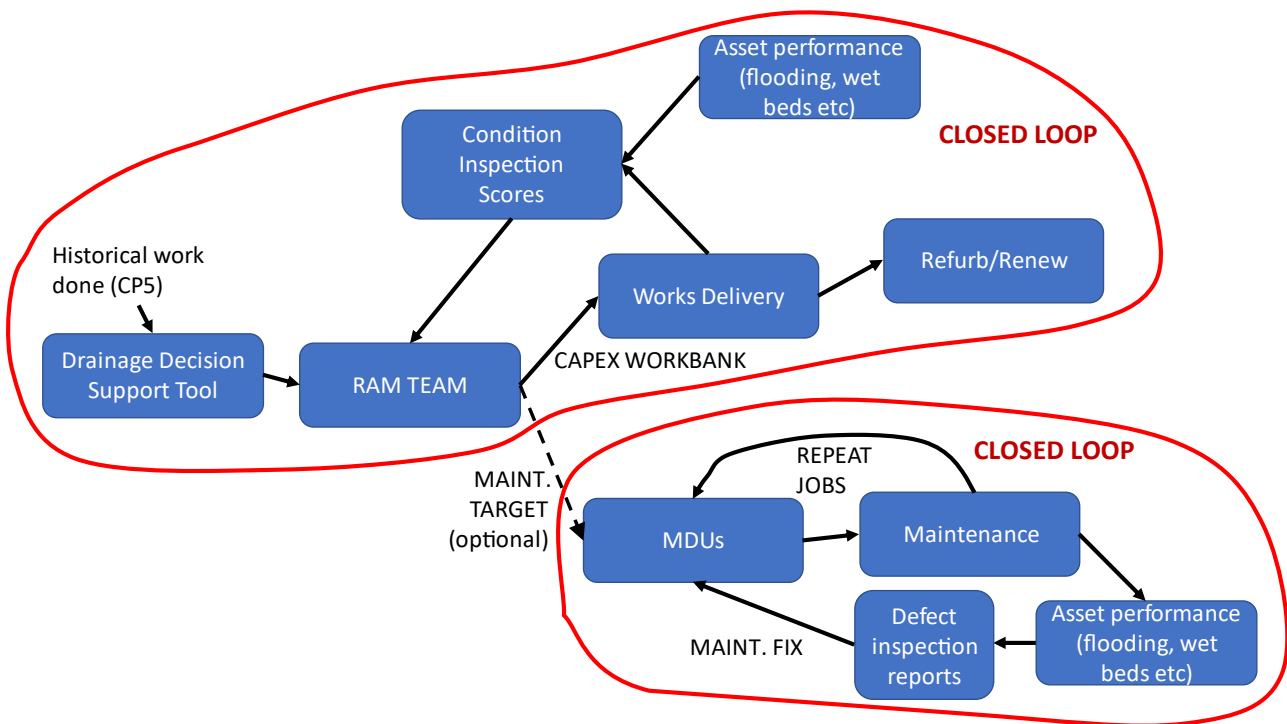 Asset performance
(flooding, wet
beds etc)
CLOSED LOOP
Condition
Inspection
Scores
Historical work
done (CP5)
Refurb/Renew
Works Delivery
Drainage Decision
Support Tool
RAM TEAM
CAPEX WORKBANK
CLOSED LOOP
REPEAT
JOBS
MAINT.
TARGET
(optional)
MDUs
Maintenance
MAINT. FIX
Defect
inspection
reports
Asset performance
(flooding, wet
beds etc)